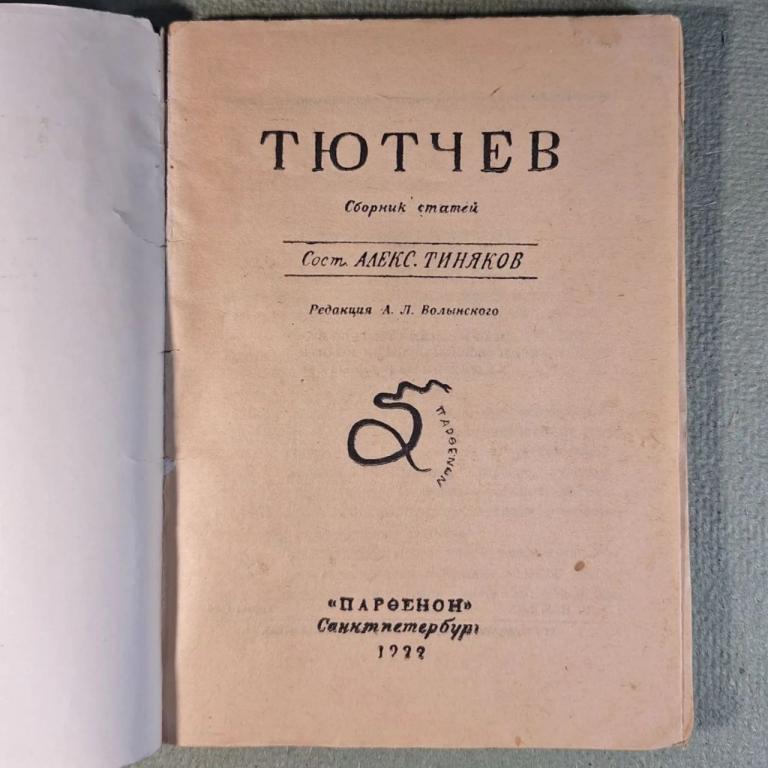 ТЮТЧЕВ
Сборник статей
Сост. АЛЕКС. ТИНЯКОВ
Редакция А. Л. Волынского
ПАРѲЕНОН
«ПАРѲЕНОН»
Санктпетербург
1922